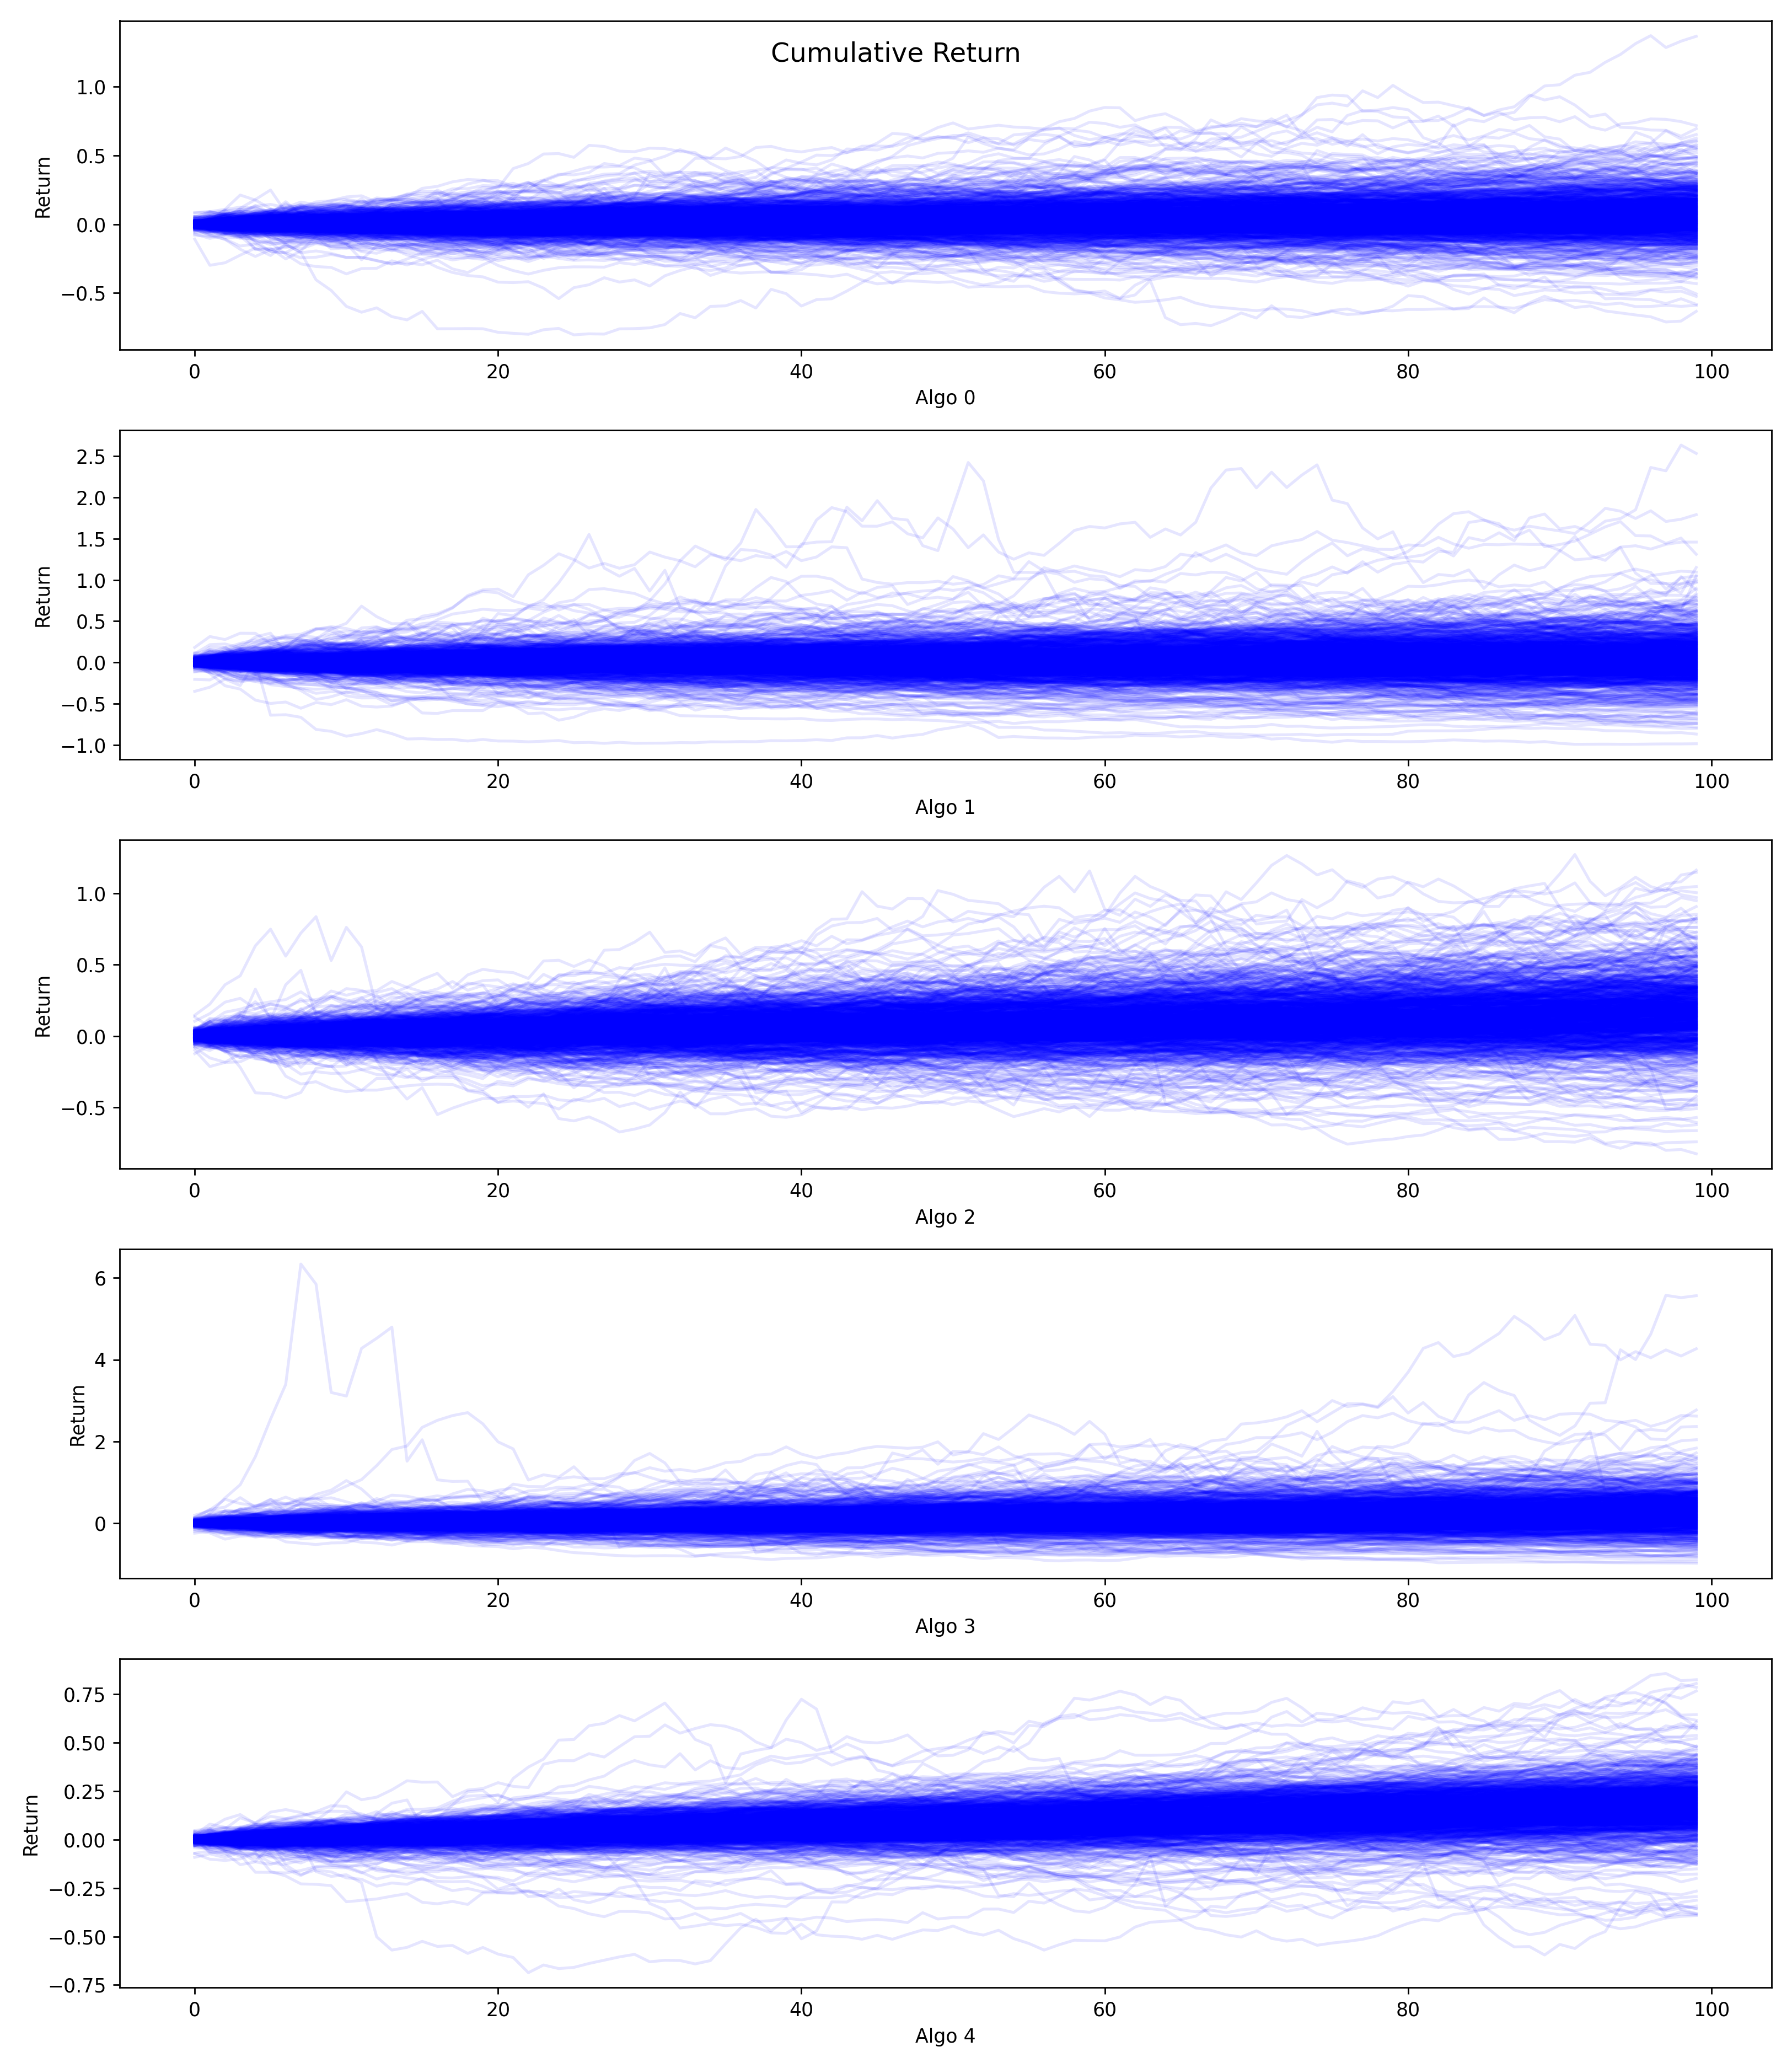 Cumulative Return
1.0
0.5
0.0
−0.5
Return
0 20 40 60 80 100
Algo 0
2.5
2.0
1.5
1.0
0.5
0.0
−0.5
−1.0
Return
0 20 40 60 80 100
Algo 1
1.0
0.5
0.0
−0.5
Return
0 20 40 60 80 100
Algo 2
6
4
2
0
Return
0 20 40 60 80 100
Algo 3
0.75
0.50
0.25
0.00
−0.25
−0.50
−0.75
Return
0 20 40 60 80 100
Algo 4